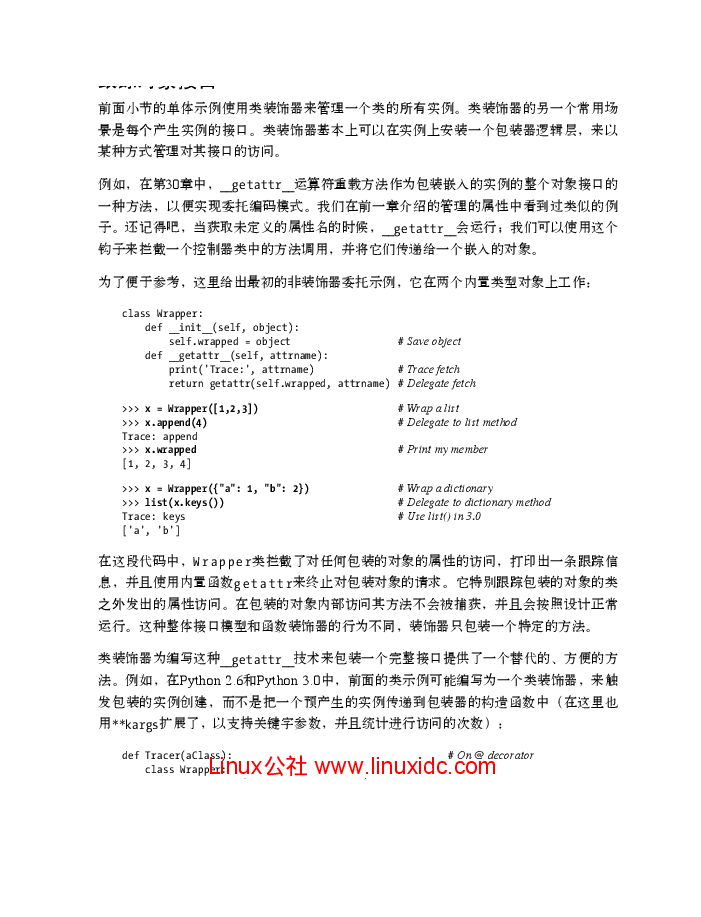 前面小节的单体示例使用类装饰器来管理一个类的所有实例。类装饰器的另一个常用场
景是每个产生实例的接口。类装饰器基本上可以在实例上安装一个包装器逻辑层，来以
某种方式管理对其接口的访问。
例如，在第30章中，__getattr__运算符重载方法作为包装嵌入的实例的整个对象接口的
一种方法，以便实现委托编码模式。我们在前一章介绍的管理的属性中看到过类似的例
子。还记得吧，当获取未定义的属性名的时候，__getattr__会运行；我们可以使用这个
钩子来拦截一个控制器类中的方法调用，并将它们传递给一个嵌入的对象。
为了便于参考，这里给出最初的非装饰器委托示例，它在两个内置类型对象上工作：
class Wrapper:
def __init__(self, object):
self.wrapped = object # Save object
def __getattr__(self, attrname):
print('Trace:', attrname) # Trace fetch
return getattr(self.wrapped, attrname) # Delegate fetch
>>> x = Wrapper([1,2,3]) # Wrap a list
>>> x.append(4) # Delegate to list method
Trace: append
>>> x.wrapped # Print my member
[1, 2, 3, 4]
>>> x = Wrapper({"a": 1, "b": 2}) # Wrap a dictionary
>>> list(x.keys()) # Delegate to dictionary method
Trace: keys # Use list() in 3.0
['a', 'b']
在这段代码中，Wrapper类拦截了对任何包装的对象的属性的访问，打印出一条跟踪信
息，并且使用内置函数getattr来终止对包装对象的请求。它特别跟踪包装的对象的类
之外发出的属性访问。在包装的对象内部访问其方法不会被捕获，并且会按照设计正常
运行。这种整体接口模型和函数装饰器的行为不同，装饰器只包装一个特定的方法。
类装饰器为编写这种__getattr__技术来包装一个完整接口提供了一个替代的、方便的方
法。例如，在Python 2.6和Python 3.0中，前面的类示例可能编写为一个类装饰器，来触
发包装的实例创建，而不是把一个预产生的实例传递到包装器的构造函数中（在这里也
用**kargs扩展了，以支持关键字参数，并且统计进行访问的次数）：
def Tracer(aClass): # On @ decorator
class Wrapper:
Linux公社 www.linuxidc.com